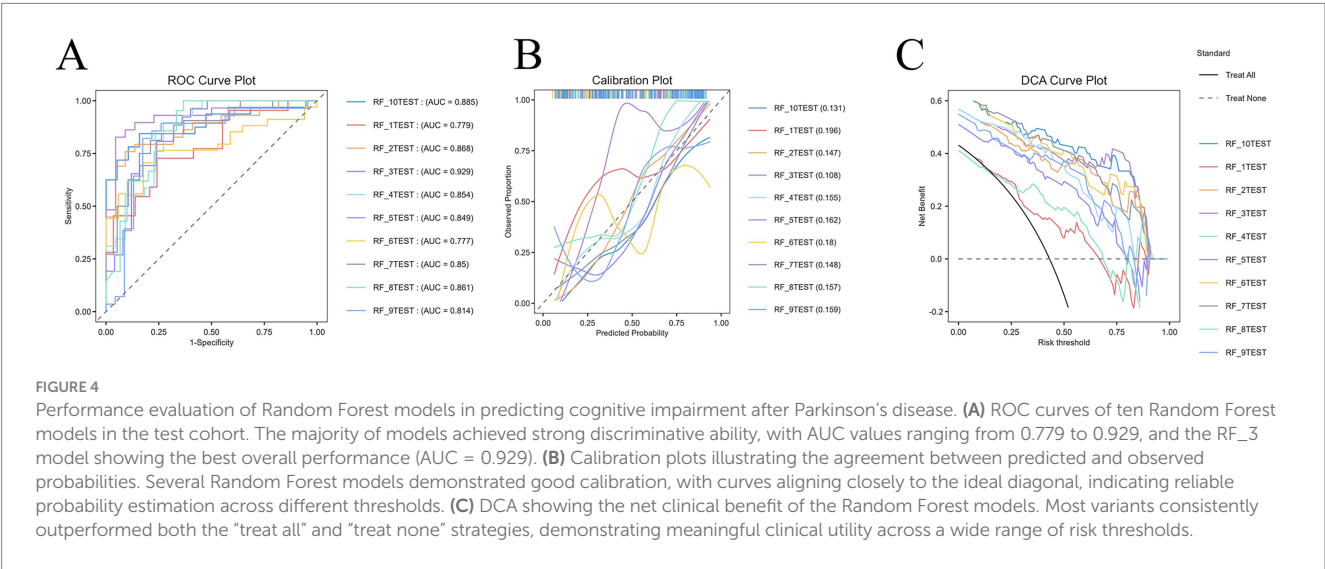 A
ROC Curve Plot
1.00
0.75
0.50
0.25
0.00
Sensitivity
0.00
0.25
0.50
0.75
1.00
1-Specificity
RF_10TEST : (AUC = 0.885)
RF_1TEST : (AUC = 0.779)
RF_2TEST : (AUC = 0.868)
RF_3TEST : (AUC = 0.929)
RF_4TEST : (AUC = 0.854)
RF_5TEST : (AUC = 0.849)
RF_6TEST : (AUC = 0.777)
RF_7TEST : (AUC = 0.85)
RF_8TEST : (AUC = 0.861)
RF_9TEST : (AUC = 0.814)
B
Calibration Plot
1.00
0.75
0.50
0.25
0.00
Observed Proportion
0.00
0.25
0.50
0.75
1.00
Predicted Probability
RF_10TEST (0.131)
RF_1TEST (0.196)
RF_2TEST (0.147)
RF_3TEST (0.108)
RF_4TEST (0.155)
RF_5TEST (0.162)
RF_6TEST (0.18)
RF_7TEST (0.148)
RF_8TEST (0.157)
RF_9TEST (0.159)
C
DCA Curve Plot
0.6
0.4
0.2
0.0
-0.2
Net Benefit
0.00
0.25
0.50
0.75
1.00
Risk threshold
Standard
Treat All
Treat None
RF_10TEST
RF_1TEST
RF_2TEST
RF_3TEST
RF_4TEST
RF_5TEST
RF_6TEST
RF_7TEST
RF_8TEST
RF_9TEST
FIGURE 4
Performance evaluation of Random Forest models in predicting cognitive impairment after Parkinson's disease. (A) ROC curves of ten Random Forest
models in the test cohort. The majority of models achieved strong discriminative ability, with AUC values ranging from 0.779 to 0.929, and the RF_3
model showing the best overall performance (AUC = 0.929). (B) Calibration plots illustrating the agreement between predicted and observed
probabilities. Several Random Forest models demonstrated good calibration, with curves aligning closely to the ideal diagonal, indicating reliable
probability estimation across different thresholds. (C) DCA showing the net clinical benefit of the Random Forest models. Most variants consistently
outperformed both the "treat all" and "treat none" strategies, demonstrating meaningful clinical utility across a wide range of risk thresholds.